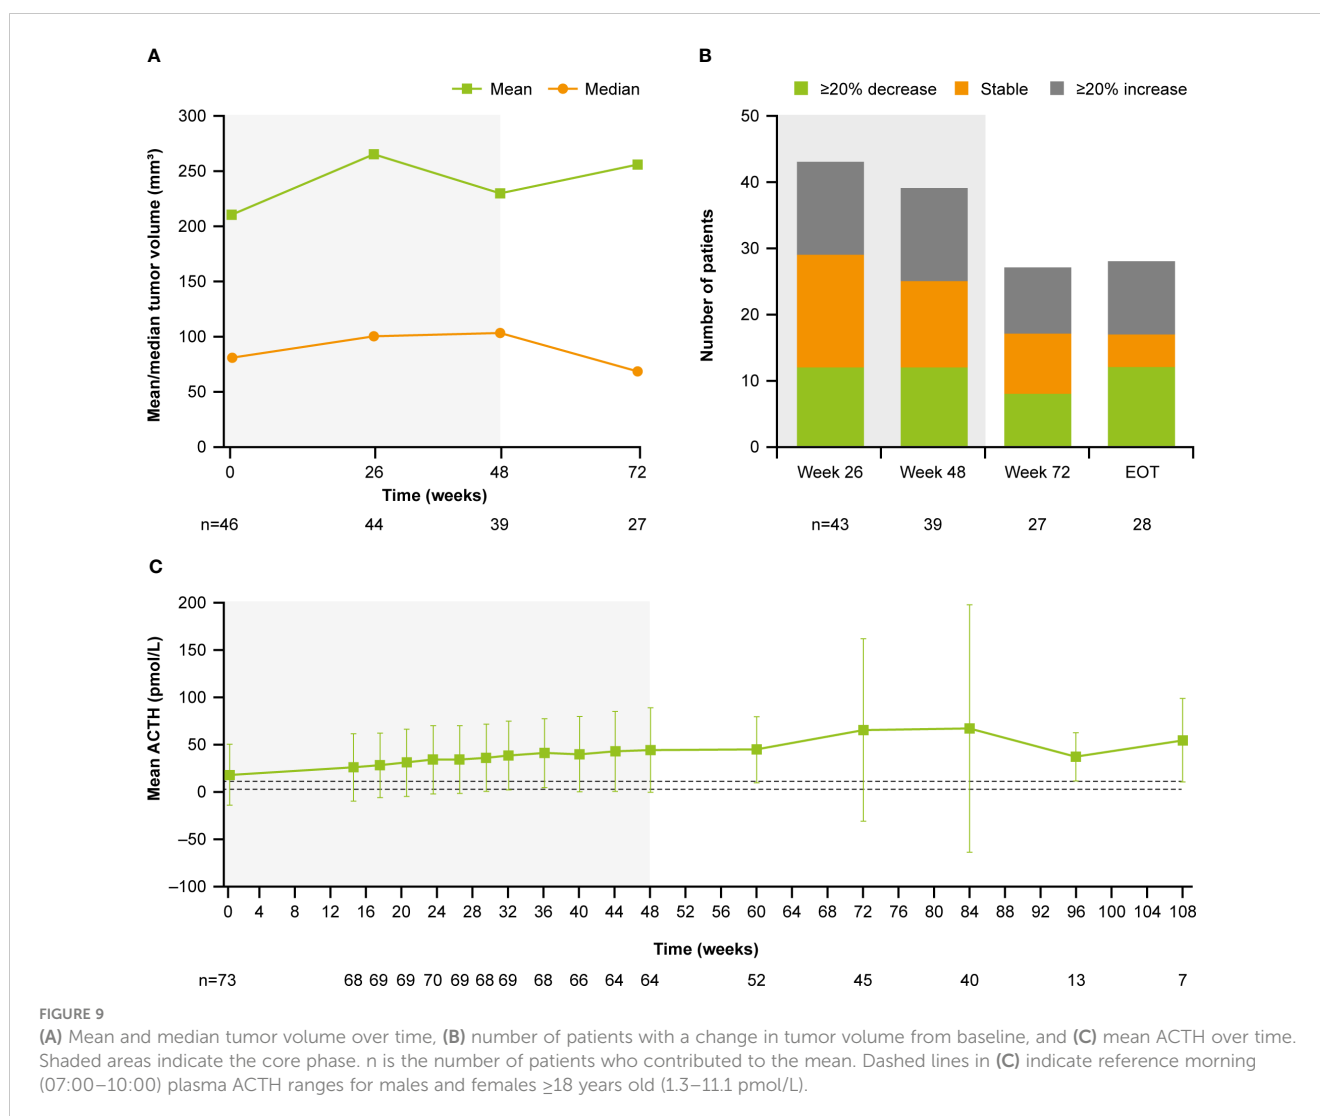 A
Mean Median
300
250
200
150
100
50
0
Mean/median tumor volume (mm³)
0 26 48 72
Time (weeks)
n=46 44 39 27
B
≥20% decrease Stable ≥20% increase
50
40
30
20
10
0
Number of patients
Week 26 Week 48 Week 72 EOT
n=43 39 27 28
C
200
150
100
50
0
–50
–100
Mean ACTH (pmol/L)
0 4 8 12 16 20 24 28 32 36 40 44 48 52 56 60 64 68 72 76 80 84 88 92 96 100 104 108
Time (weeks)
n=73 68 69 69 70 69 68 69 68 66 64 64 52 45 40 13 7
FIGURE 9
(A) Mean and median tumor volume over time, (B) number of patients with a change in tumor volume from baseline, and (C) mean ACTH over time.
Shaded areas indicate the core phase. n is the number of patients who contributed to the mean. Dashed lines in (C) indicate reference morning
(07:00–10:00) plasma ACTH ranges for males and females ≥18 years old (1.3–11.1 pmol/L).